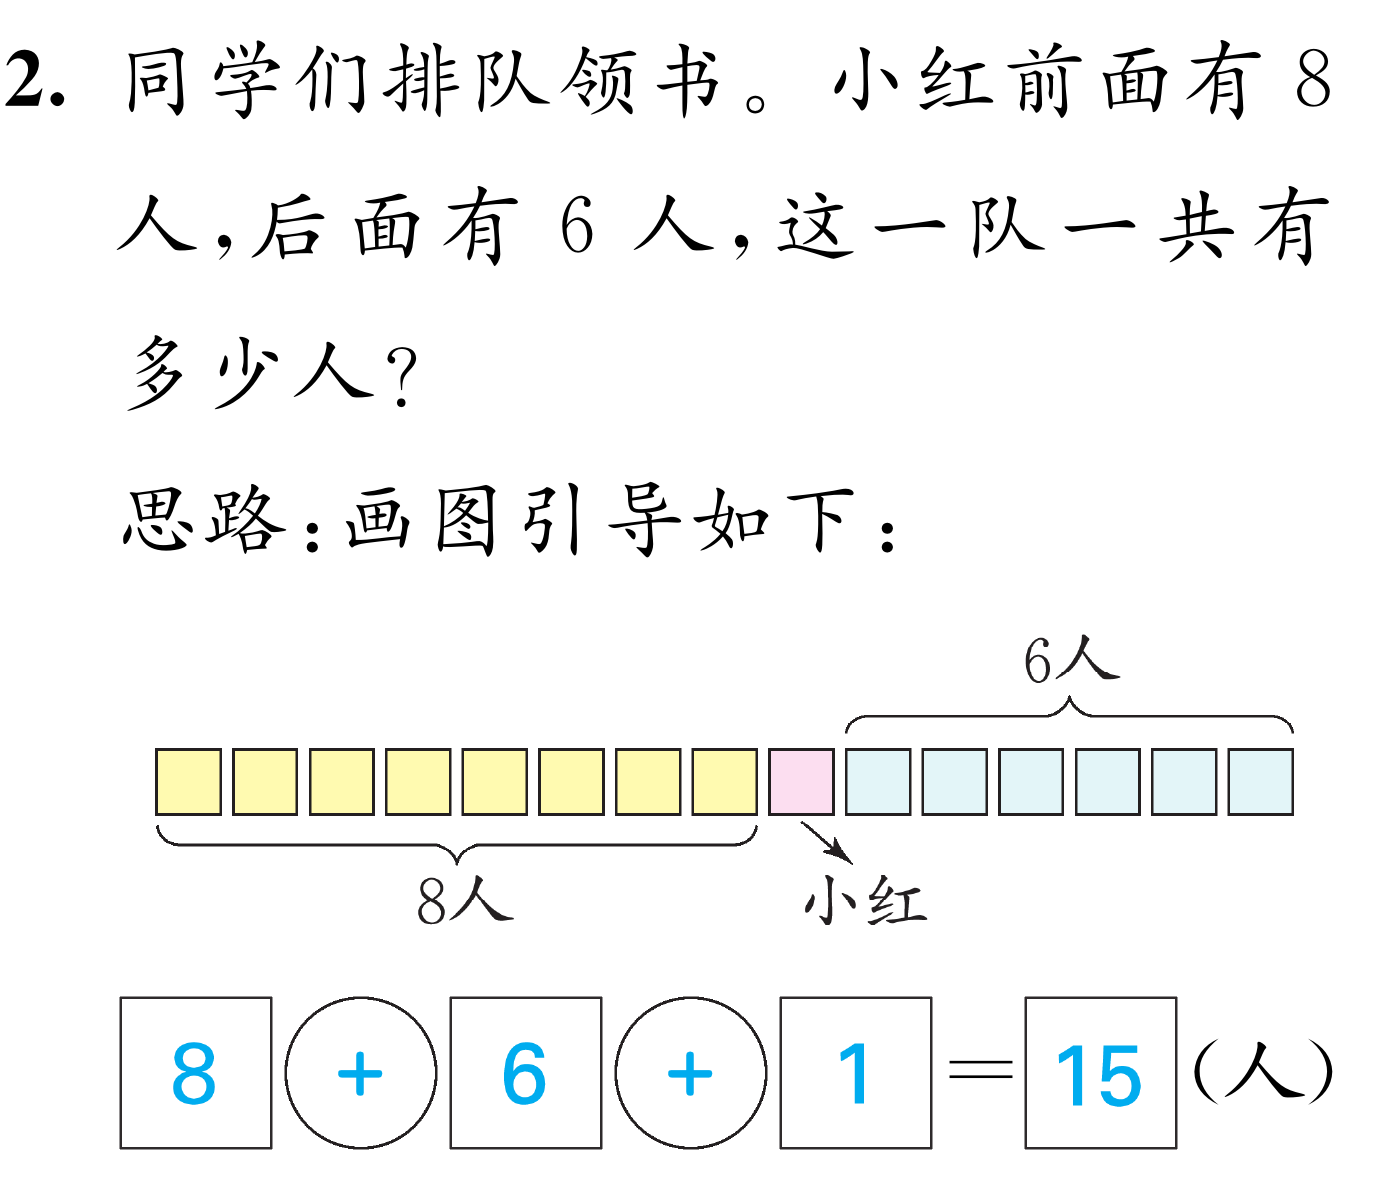 2. 同学们排队领书。小红前面有 8
人,后面有 6 人,这一队一共有
多少人?
思路:画图引导如下:
6人
8人
小红
8 + 6 + 1 = 15 (人)